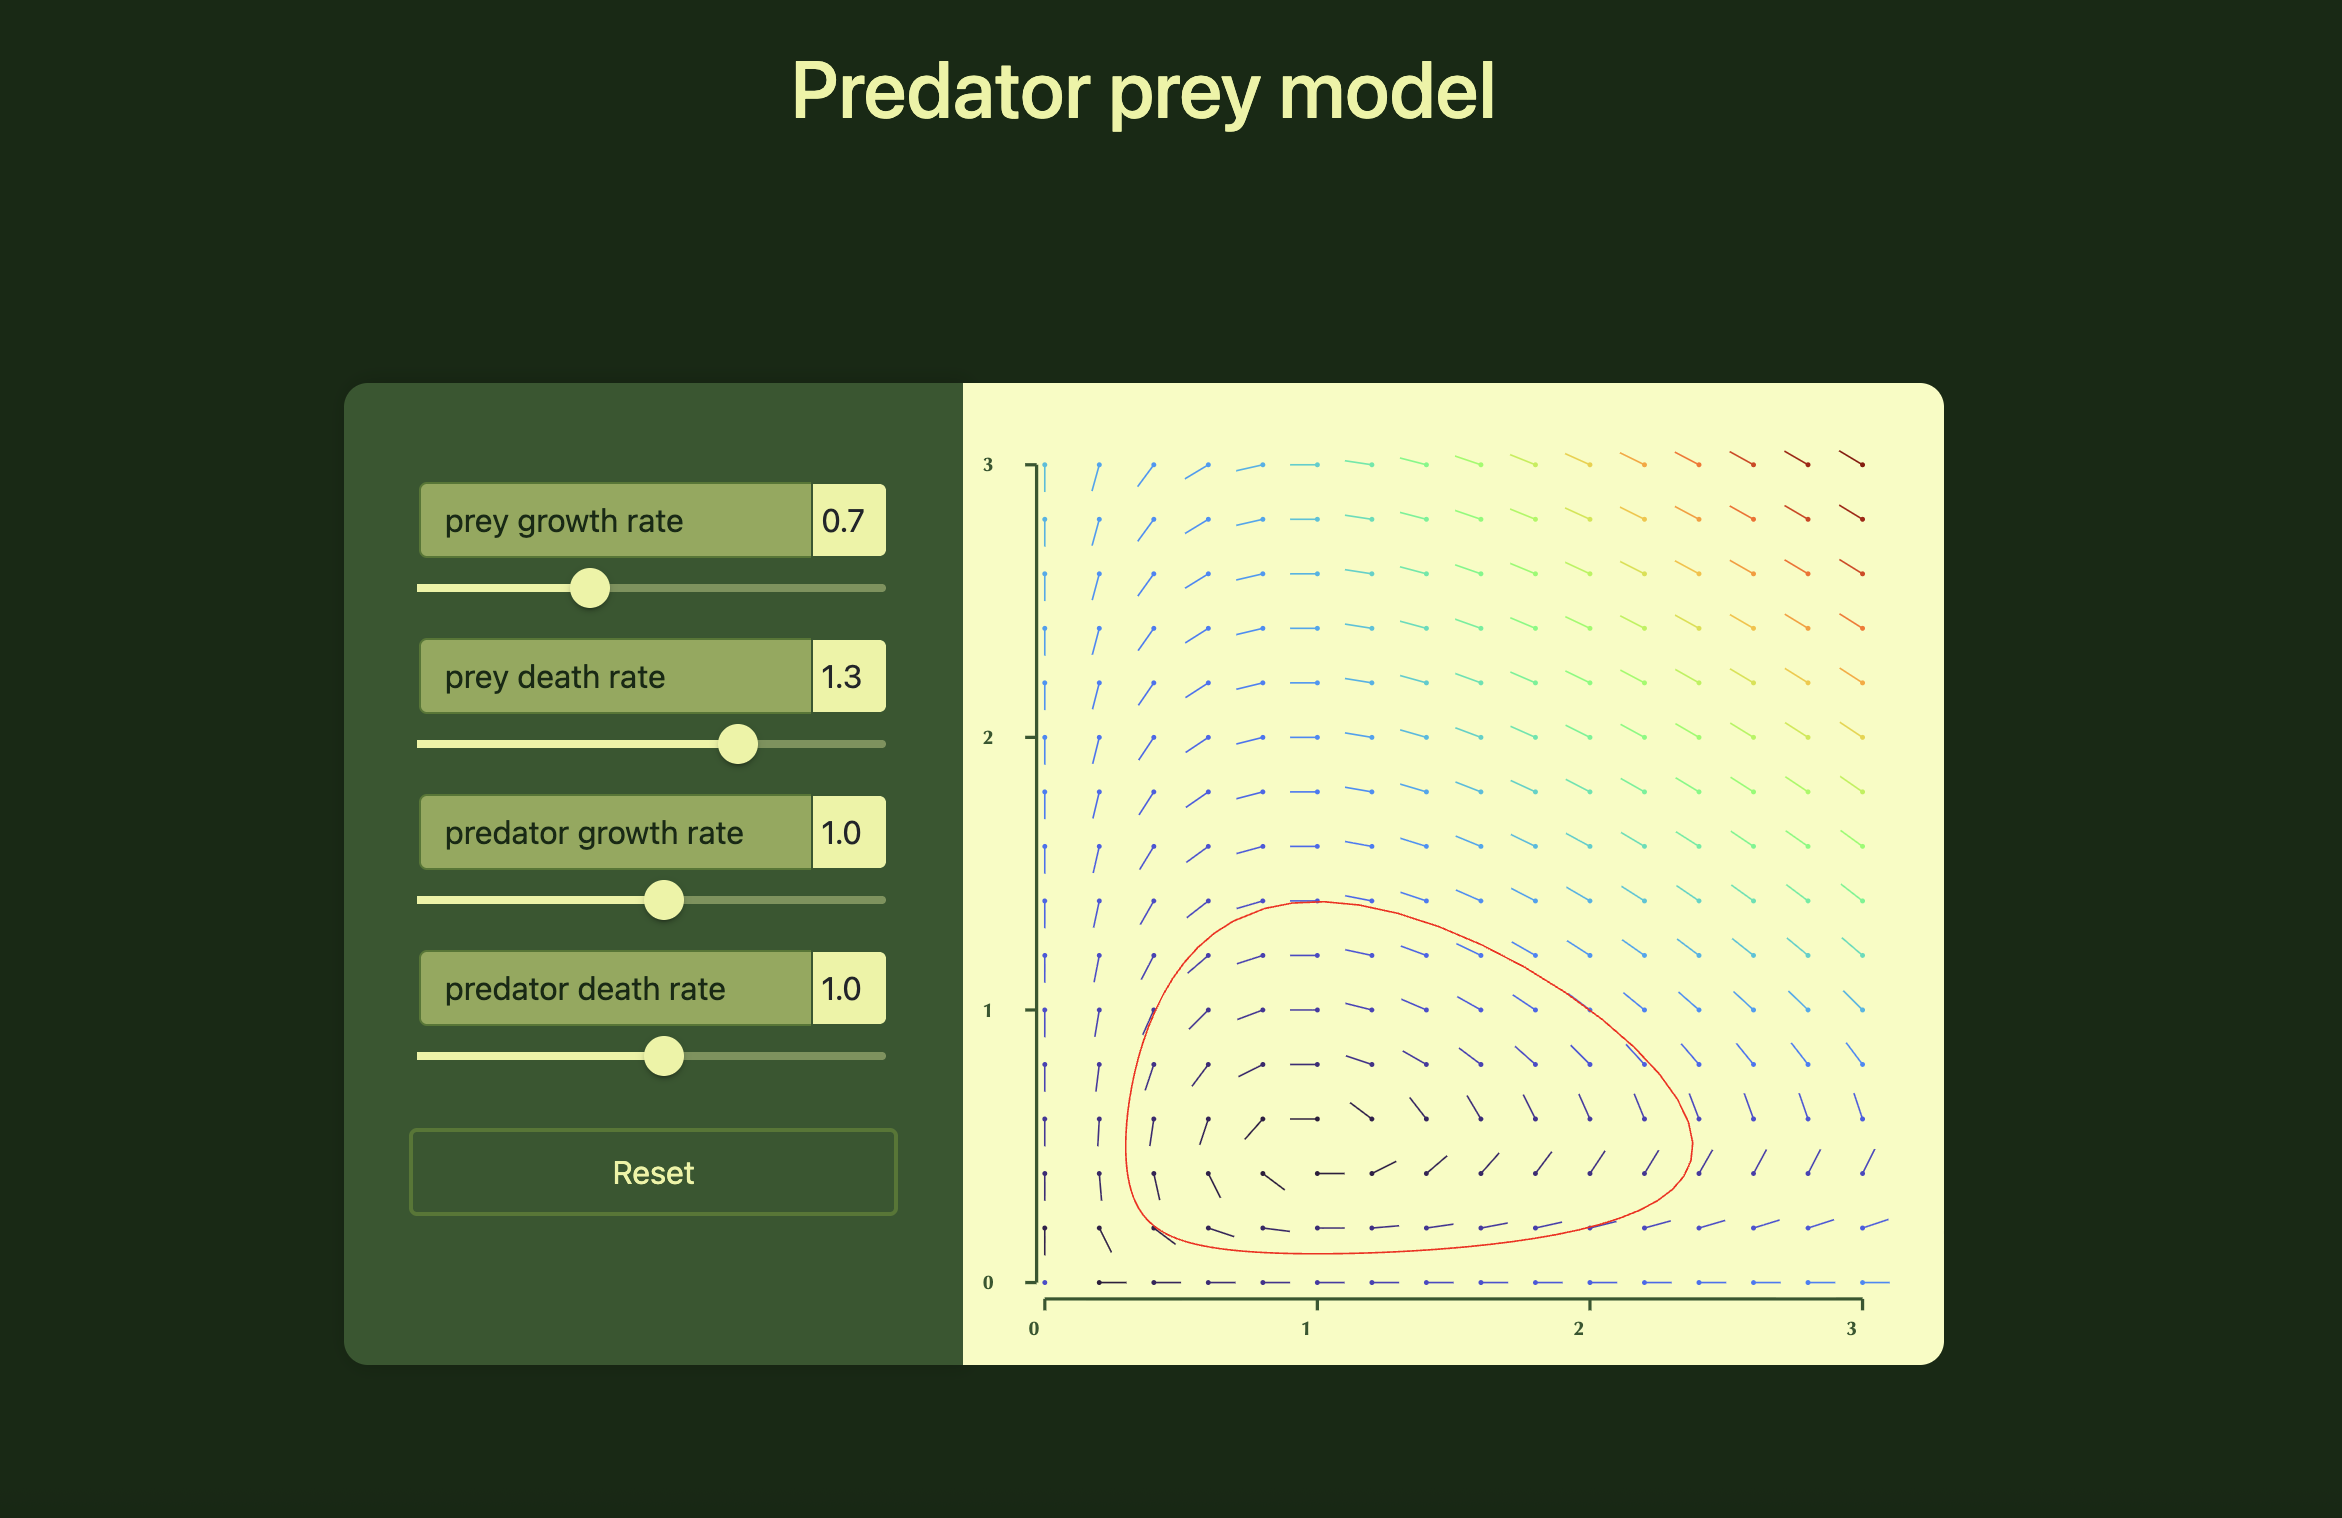 Predator prey model
prey growth rate 0.7
prey death rate 1.3
predator growth rate 1.0
predator death rate 1.0
Reset
3
2
1
0
0 1 2 3